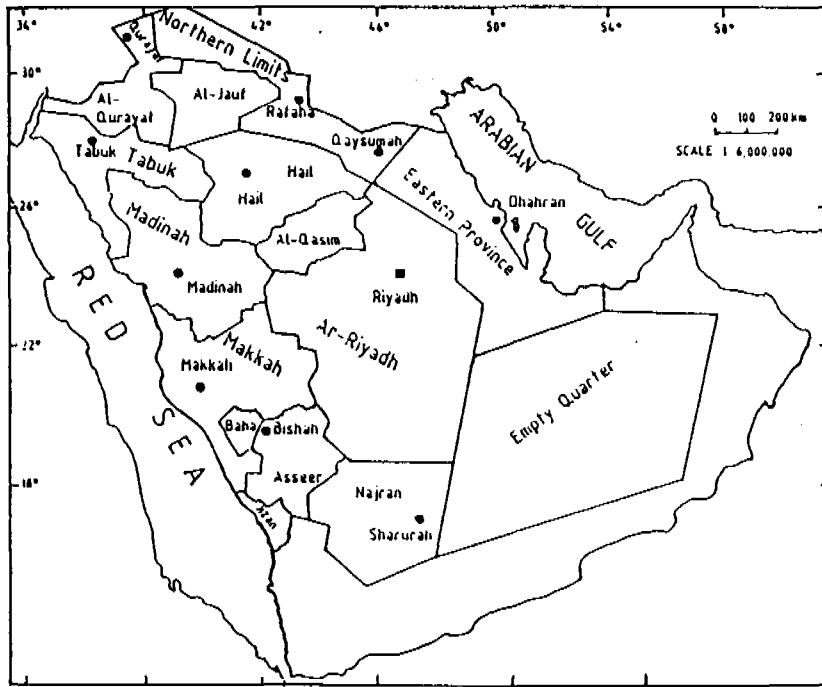 34° 42 46 50 54 58
30°
26°
22°
18°
Northern Limits
Al-Qurayat
Al-Jauf
Rafaha
Qaysumah
Tabuk
Tabuk
Hail
Hail
ARABIAN
GULF
0 100 200 km
SCALE 1 6,000,000
Eastern Province
Dhahran
Madinah
Madinah
Al-Qasim
Riyadh
Ar-Riyadh
RED
SEA
Makkah
Makkah
Baha
Bishah
Asseer
Najran
Sharurah
Empty Quarter